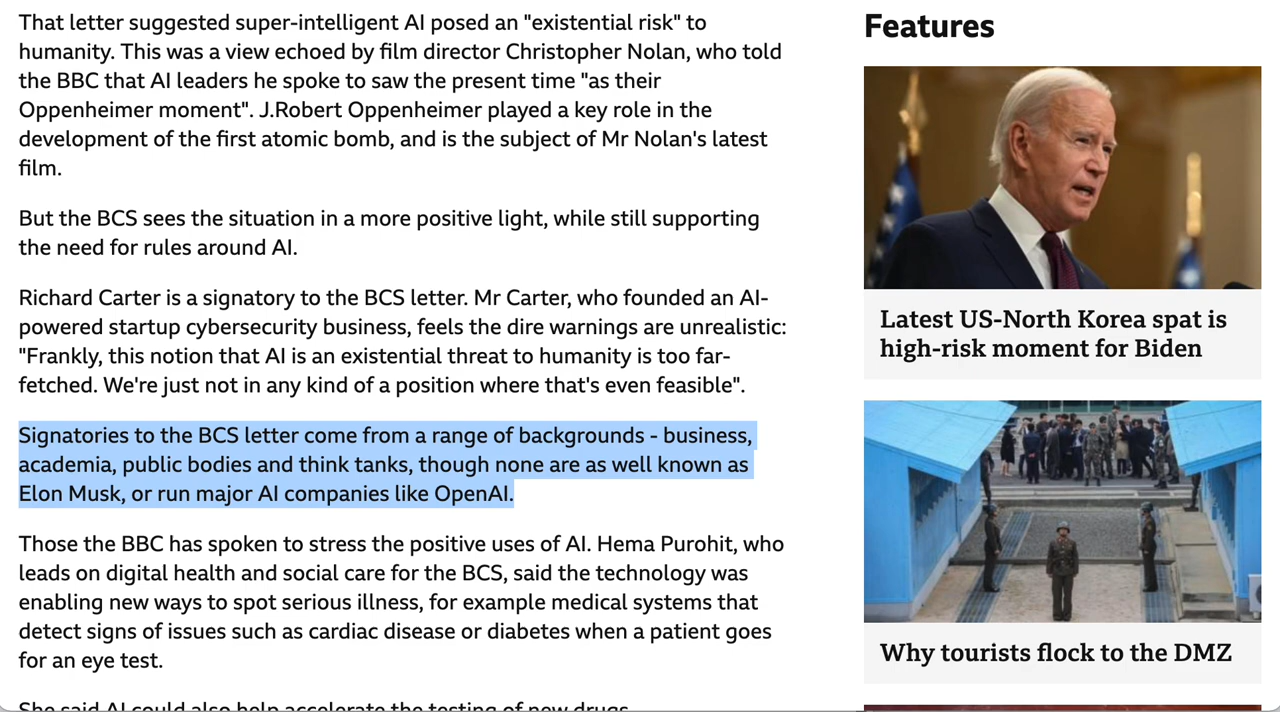 That letter suggested super-intelligent AI posed an "existential risk" to
humanity. This was a view echoed by film director Christopher Nolan, who told
the BBC that AI leaders he spoke to saw the present time "as their
Oppenheimer moment". J.Robert Oppenheimer played a key role in the
development of the first atomic bomb, and is the subject of Mr Nolan's latest
film.
But the BCS sees the situation in a more positive light, while still supporting
the need for rules around AI.
Richard Carter is a signatory to the BCS letter. Mr Carter, who founded an AI-
powered startup cybersecurity business, feels the dire warnings are unrealistic:
"Frankly, this notion that AI is an existential threat to humanity is too far-
fetched. We're just not in any kind of a position where that's even feasible".
Signatories to the BCS letter come from a range of backgrounds - business,
academia, public bodies and think tanks, though none are as well known as
Elon Musk, or run major AI companies like OpenAI.
Those the BBC has spoken to stress the positive uses of AI. Hema Purohit, who
leads on digital health and social care for the BCS, said the technology was
enabling new ways to spot serious illness, for example medical systems that
detect signs of issues such as cardiac disease or diabetes when a patient goes
for an eye test.
She said AI could also help accelerate the testing of new drugs.
Features
Latest US-North Korea spat is
high-risk moment for Biden
Why tourists flock to the DMZ